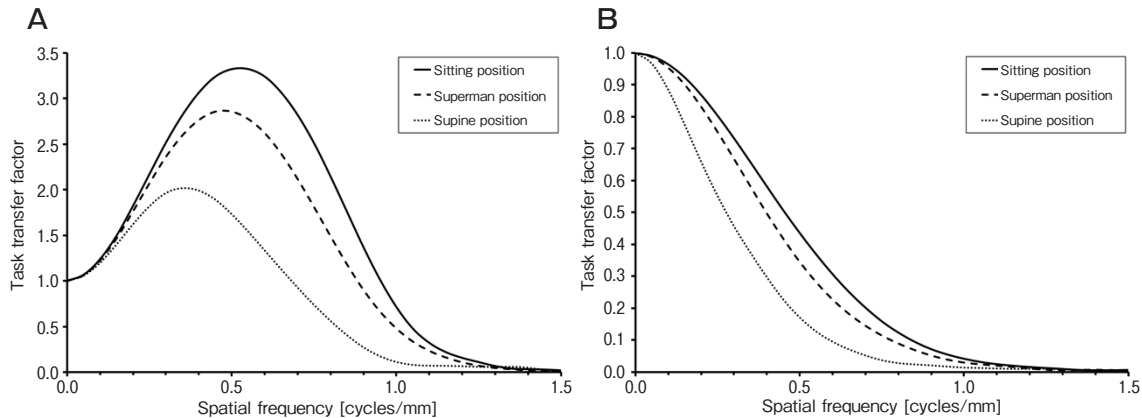 A
Task transfer factor
3.5
3.0
2.5
2.0
1.5
1.0
0.5
0.0
0.0 0.5 1.0 1.5
Spatial frequency [cycles/mm]
Sitting position
Superman position
Supine position
B
Task transfer factor
1.0
0.9
0.8
0.7
0.6
0.5
0.4
0.3
0.2
0.1
0.0
0.0 0.5 1.0 1.5
Spatial frequency [cycles/mm]
Sitting position
Superman position
Supine position